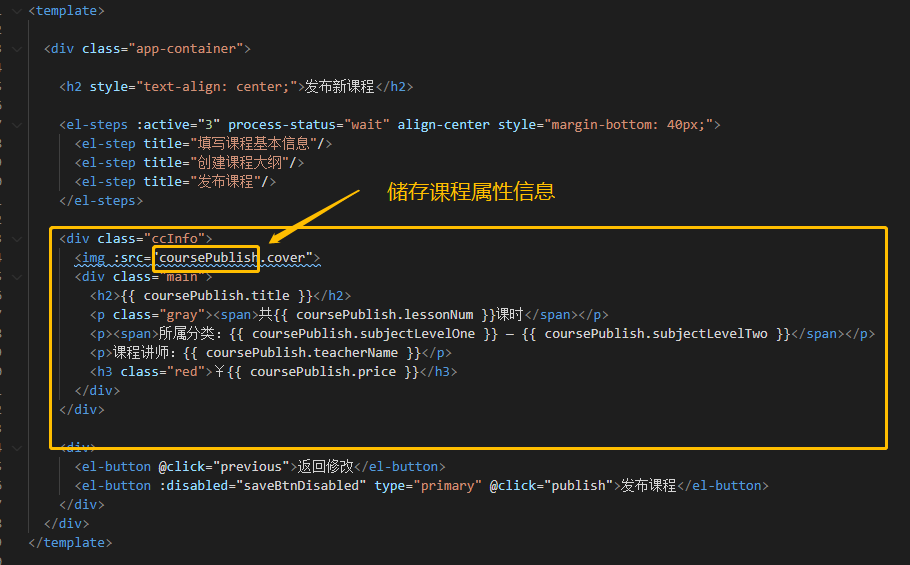 <template>
<div class="app-container">
<h2 style="text-align: center;">发布新课程</h2>
<el-steps :active="3" process-status="wait" align-center style="margin-bottom: 40px;">
<el-step title="填写课程基本信息"/>
<el-step title="创建课程大纲"/>
<el-step title="发布课程"/>
</el-steps>
储存课程属性信息
<div class="ccInfo">
<img :src="coursePublish.cover">
<div class="main">
<h2>{{ coursePublish.title }}</h2>
<p class="gray"><span>共{{ coursePublish.lessonNum }}课时</span></p>
<p><span>所属分类：{{ coursePublish.subjectLevelOne }} — {{ coursePublish.subjectLevelTwo }}</span></p>
<p>课程讲师：{{ coursePublish.teacherName }}</p>
<h3 class="red">￥{{ coursePublish.price }}</h3>
</div>
</div>
<div>
<el-button @click="previous">返回修改</el-button>
<el-button :disabled="saveBtnDisabled" type="primary" @click="publish">发布课程</el-button>
</div>
</div>
</template>